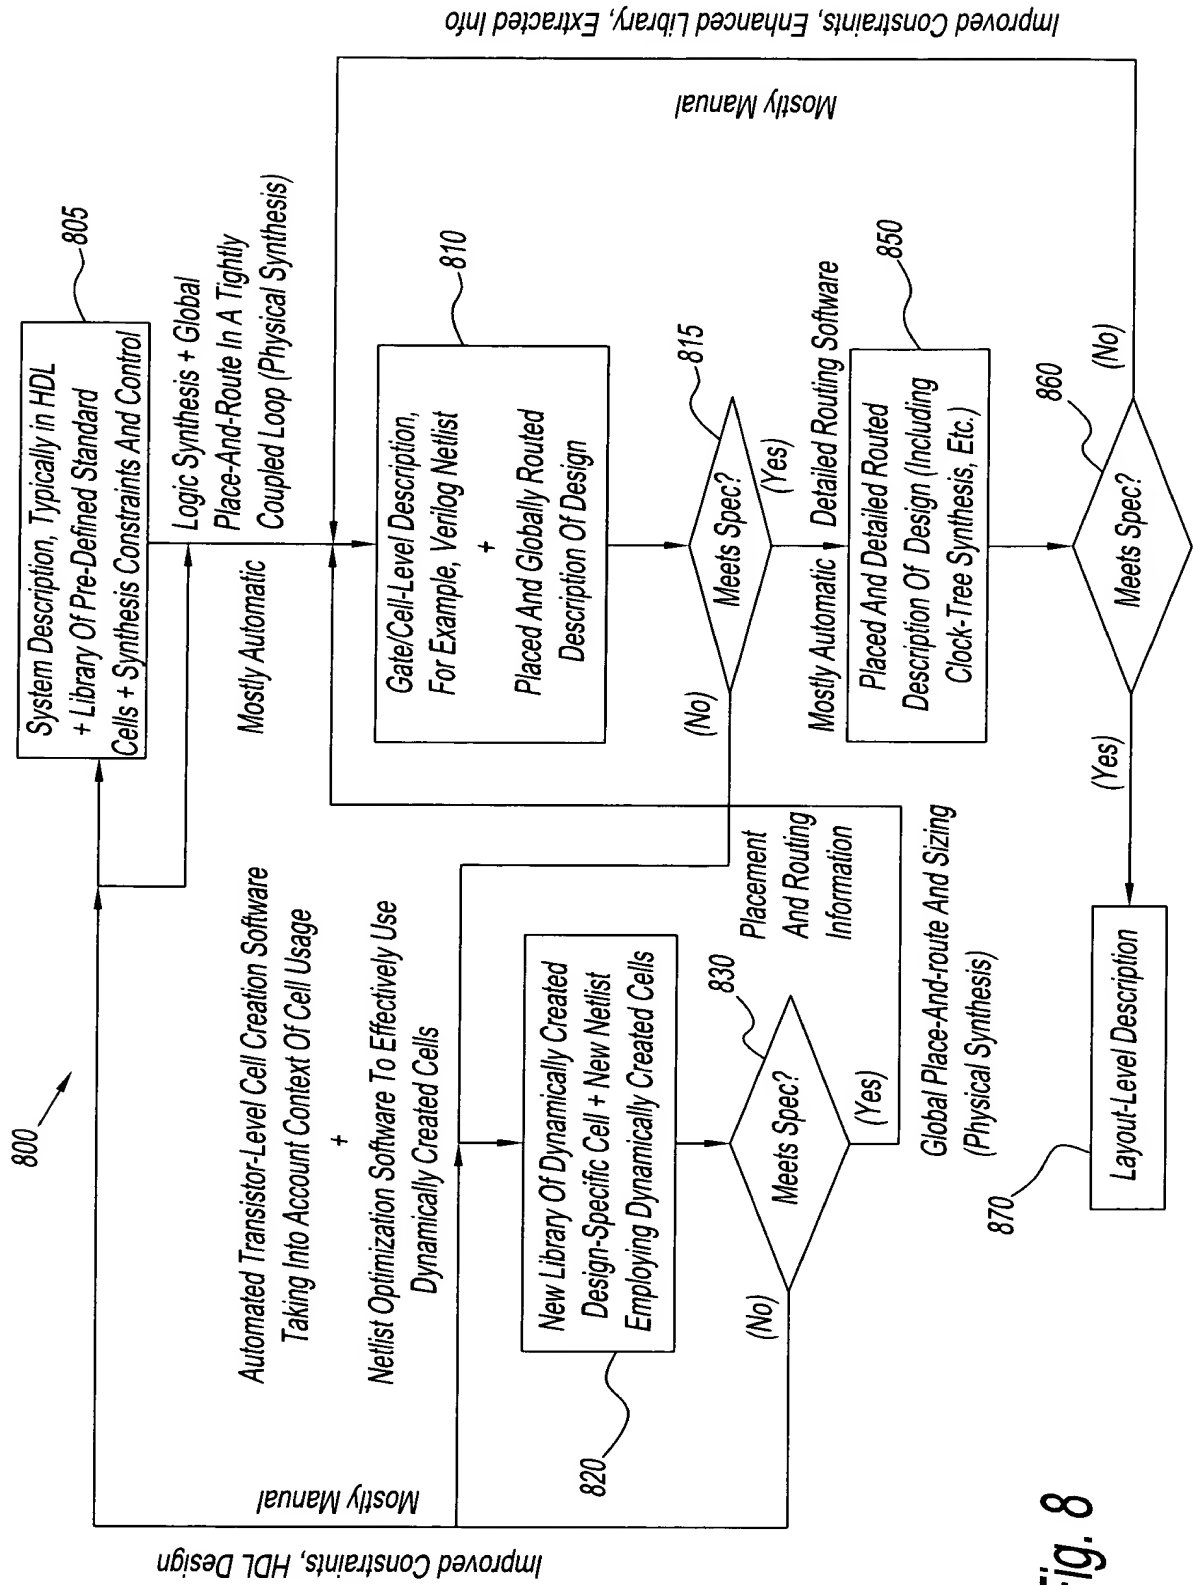 800
System Description, Typically in HDL
+ Library Of Pre-Defined Standard
Cells + Synthesis Constraints And Control
805
Logic Synthesis + Global
Place-And-Route In A Tightly
Coupled Loop (Physical Synthesis)
Mostly Automatic
Gate/Cell-Level Description,
For Example, Verilog Netlist
+
Placed And Globally Routed
Description Of Design
810
Meets Spec?
815
(No)
(Yes)
Automated Transistor-Level Cell Creation Software
Taking Into Account Context Of Cell Usage
+
Netlist Optimization Software To Effectively Use
Dynamically Created Cells
New Library Of Dynamically Created
Design-Specific Cell + New Netlist
Employing Dynamically Created Cells
820
Meets Spec?
830
(No)
(Yes)
Placement
And Routing
Information
Global Place-And-route And Sizing
(Physical Synthesis)
Mostly Manual
Improved Constraints, HDL Design
Mostly Automatic Detailed Routing Software
Placed And Detailed Routed
Description Of Design (Including
Clock-Tree Synthesis, Etc.)
850
Meets Spec?
860
(No)
(Yes)
Mostly Manual
Improved Constraints, Enhanced Library, Extracted Info
Layout-Level Description
870
Fig. 8